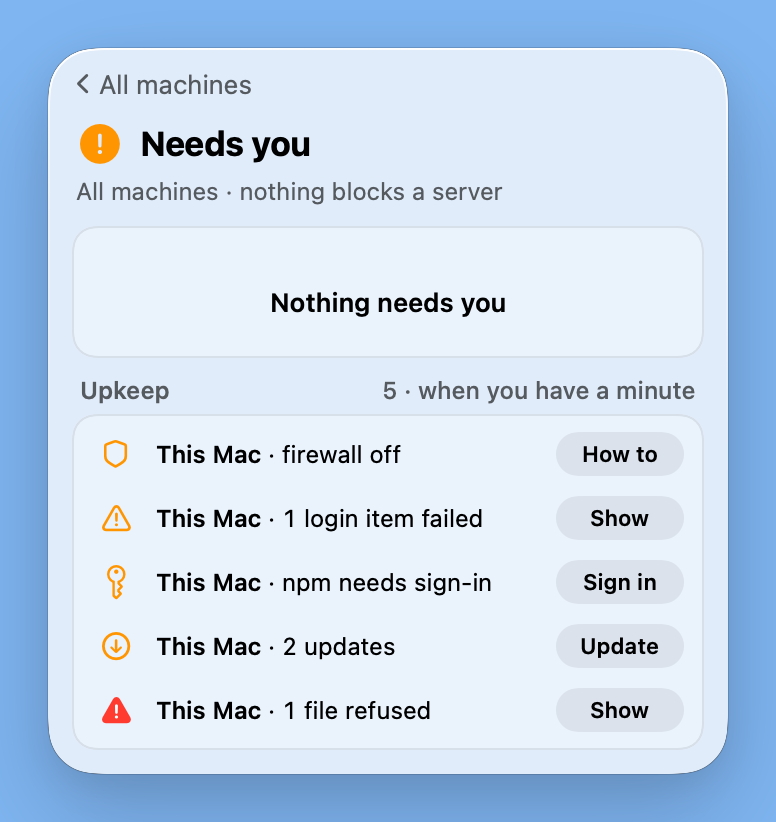 All machines
Needs you
All machines · nothing blocks a server
Nothing needs you
Upkeep 5 · when you have a minute
This Mac · firewall off How to
This Mac · 1 login item failed Show
This Mac · npm needs sign-in Sign in
This Mac · 2 updates Update
This Mac · 1 file refused Show